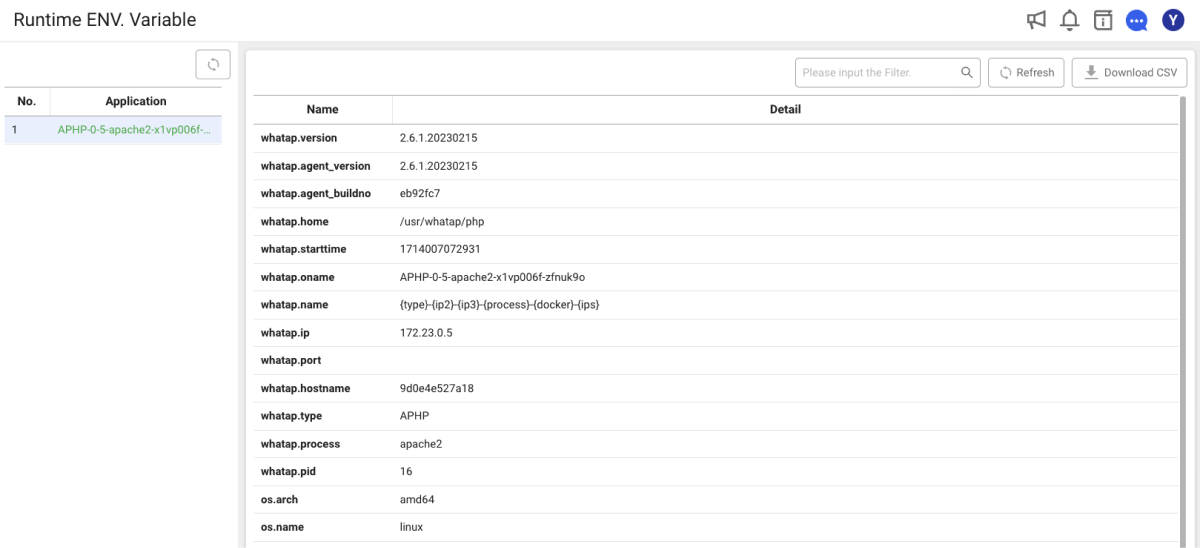 Runtime ENV. Variable
Y
Please input the Filter.
Refresh
Download CSV
No. Application
1 APHP-0-5-apache2-x1vp006f-...
Name Detail
whatap.version 2.6.1.20230215
whatap.agent_version 2.6.1.20230215
whatap.agent_buildno eb92fc7
whatap.home /usr/whatap/php
whatap.starttime 1714007072931
whatap.oname APHP-0-5-apache2-x1vp006f-zfnuk9o
whatap.name {type}-{ip2}-{ip3}-{process}-{docker}-{ips}
whatap.ip 172.23.0.5
whatap.port
whatap.hostname 9d0e4e527a18
whatap.type APHP
whatap.process apache2
whatap.pid 16
os.arch amd64
os.name linux